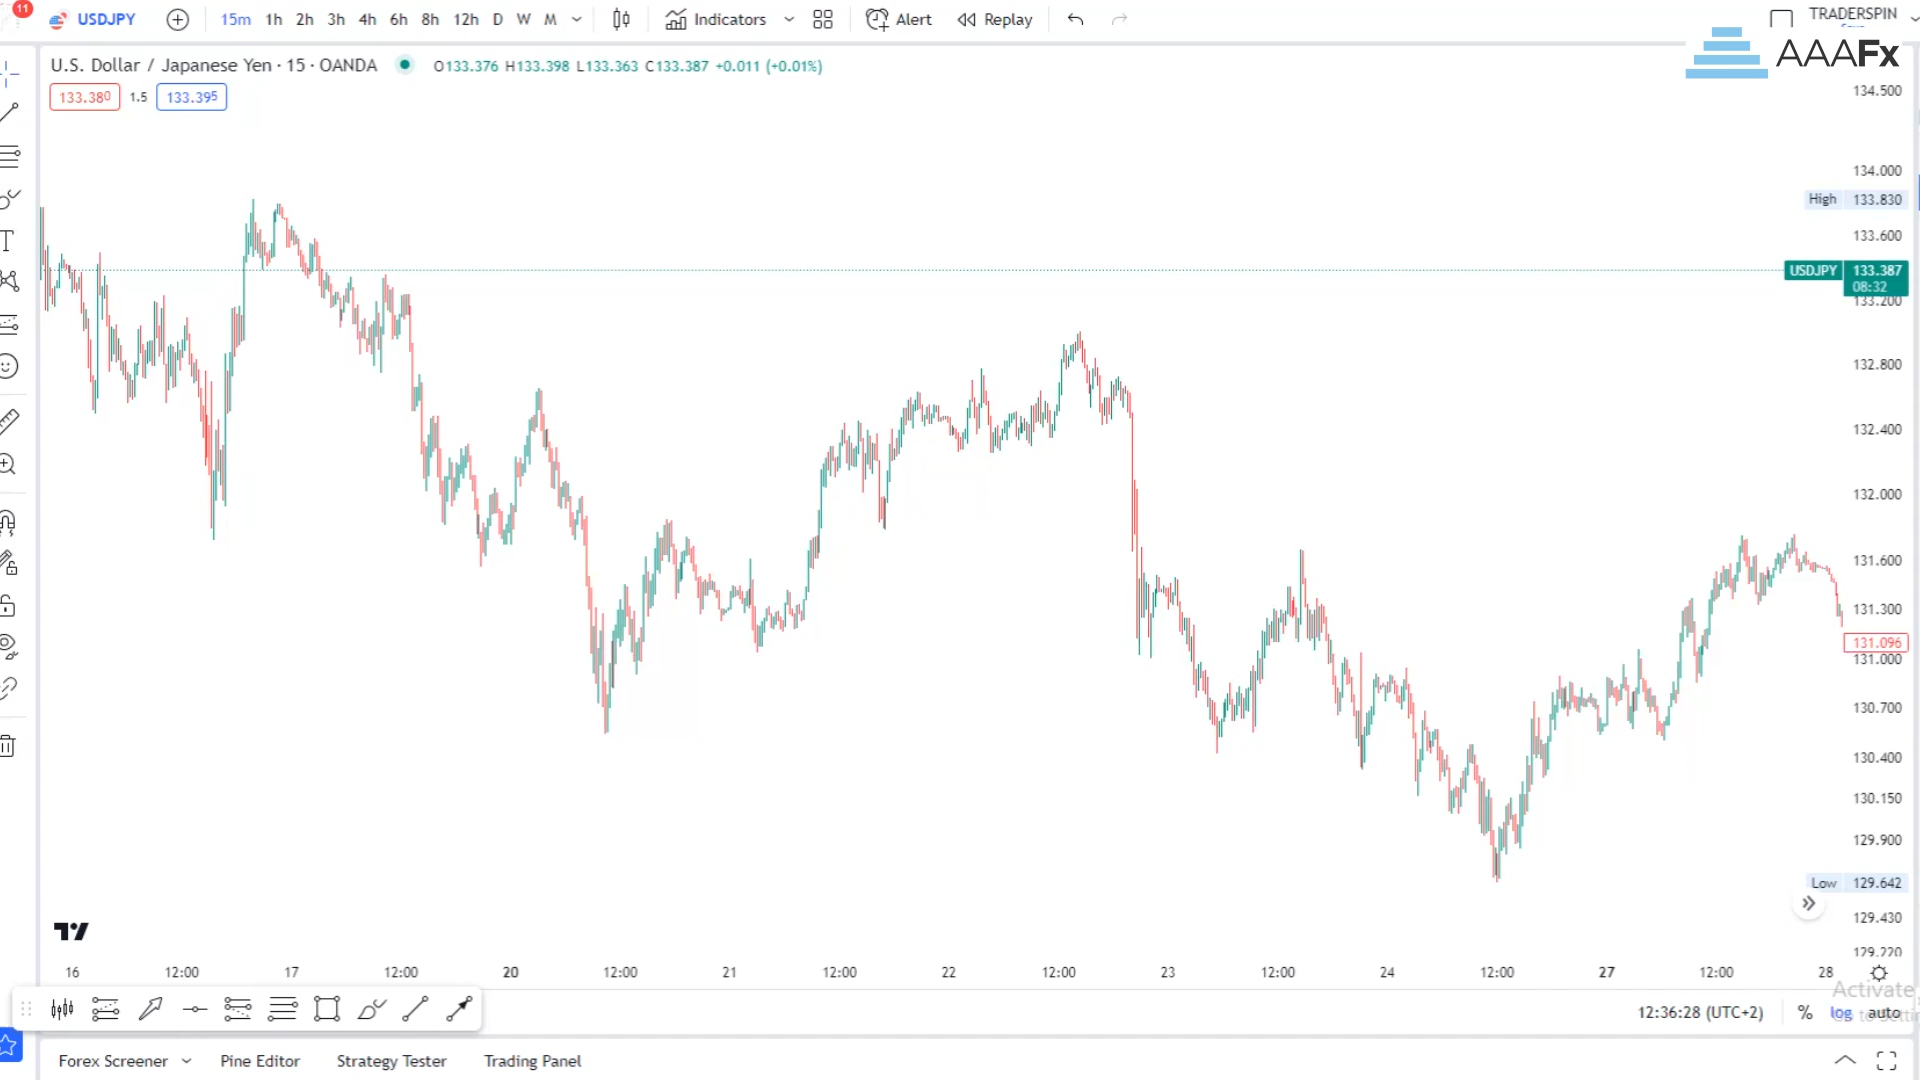 11
USDJPY 15m 1h 2h 3h 4h 6h 8h 12h D W M Indicators Alert Replay TRADERSPIN
U.S. Dollar / Japanese Yen · 15 · OANDA O133.376 H133.398 L133.363 C133.387 +0.011 (+0.01%)
AAAFx
133.380 1.5 133.395
134.500
134.000
High 133.830
133.600
USDJPY 133.387
08:32
133.200
132.800
132.400
132.000
131.600
131.300
131.096
131.000
130.700
130.400
130.150
129.900
Low 129.642
129.430
129.220
16 12:00 17 12:00 20 12:00 21 12:00 22 12:00 23 12:00 24 12:00 27 12:00 28
Activate
12:36:28 (UTC+2) % log auto
Forex Screener Pine Editor Strategy Tester Trading Panel